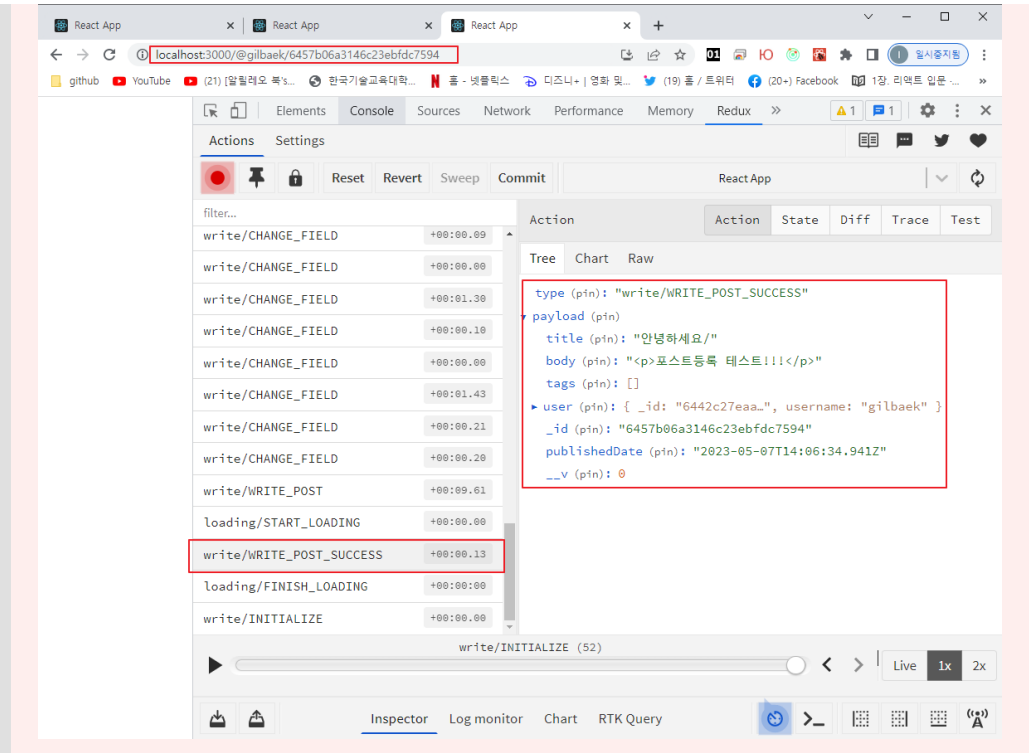 React App
React App
React App
localhost:3000/@gilbaek/6457b06a3146c23ebfdc7594
01
일시중지됨
github YouTube (21) [알릴레오 북's... 한국기술교육대학... 홈 - 넷플릭스 디즈니+ | 영화 및... (19) 홈 / 트위터 (20+) Facebook 1장. 리액트 입문 ·... »
Elements Console Sources Network Performance Memory Redux » 1 1
Actions Settings
Reset Revert Sweep Commit React App
filter...
Action Action State Diff Trace Test
write/CHANGE_FIELD +00:00.09
Tree Chart Raw
write/CHANGE_FIELD +00:00.00
write/CHANGE_FIELD +00:01.30
write/CHANGE_FIELD +00:00.10
write/CHANGE_FIELD +00:00.00
write/CHANGE_FIELD +00:01.43
write/CHANGE_FIELD +00:00.21
write/CHANGE_FIELD +00:00.20
write/WRITE_POST +00:09.61
loading/START_LOADING +00:00.00
write/WRITE_POST_SUCCESS +00:00.13
loading/FINISH_LOADING +00:00:00
write/INITIALIZE +00:00.00
type (pin): "write/WRITE_POST_SUCCESS"
payload (pin)
title (pin): "안녕하세요/"
body (pin): "<p>포스트등록 테스트!!!</p>"
tags (pin): []
user (pin): { _id: "6442c27eaa…", username: "gilbaek" }
_id (pin): "6457b06a3146c23ebfdc7594"
publishedDate (pin): "2023-05-07T14:06:34.941Z"
__v (pin): 0
write/INITIALIZE (52)
Live 1x 2x
Inspector Log monitor Chart RTK Query